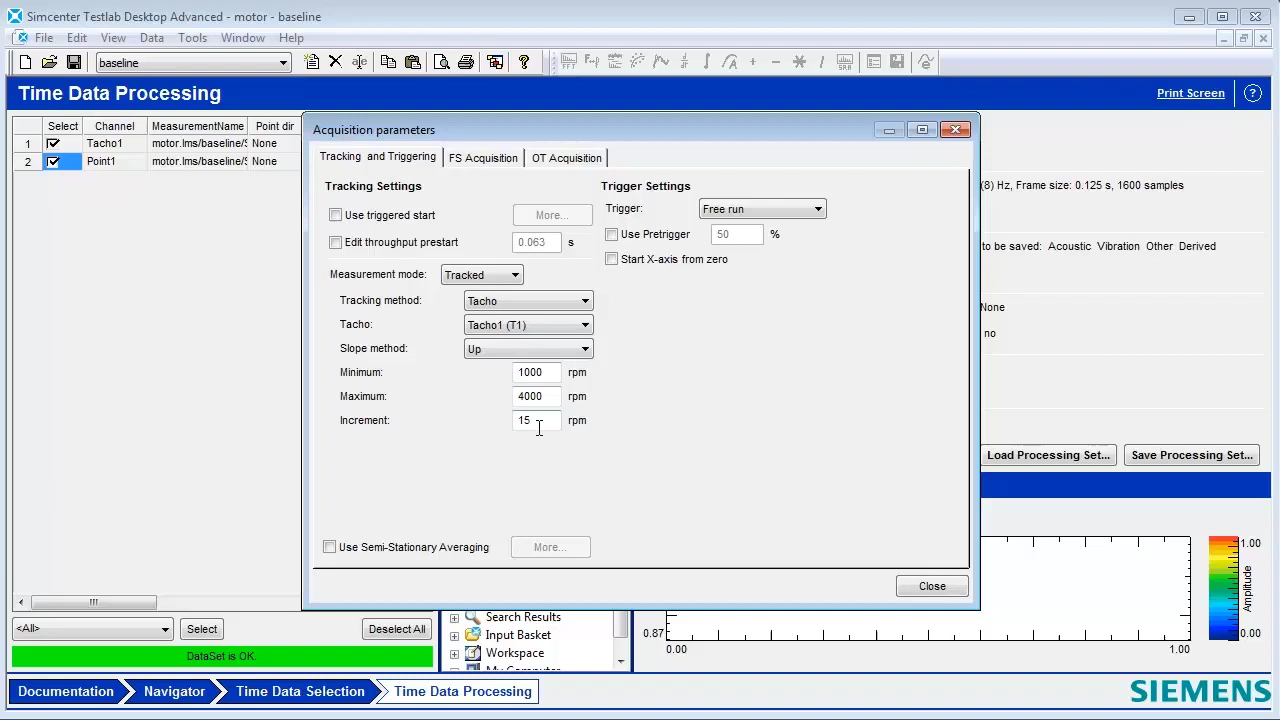 Simcenter Testlab Desktop Advanced - motor - baseline
File Edit View Data Tools Window Help
baseline
Time Data Processing
Print Screen
Select Channel MeasurementName Point dir
1 Tacho1 motor.lms/baseline/ None
2 Point1 motor.lms/baseline/ None
Acquisition parameters
Tracking and Triggering FS Acquisition OT Acquisition
Tracking Settings
Use triggered start More...
Edit throughput prestart 0.063 s
Measurement mode: Tracked
Tracking method: Tacho
Tacho: Tacho1 (T1)
Slope method: Up
Minimum: 1000 rpm
Maximum: 4000 rpm
Increment: 15 rpm
Use Semi-Stationary Averaging More...
Trigger Settings
Trigger: Free run
Use Pretrigger 50 %
Start X-axis from zero
Close
(8) Hz, Frame size: 0.125 s, 1600 samples
to be saved: Acoustic Vibration Other Derived
None
no
Load Processing Set... Save Processing Set...
<All> Select Deselect All
DataSet is OK.
Search Results
Input Basket
Workspace
My Computer
0.87
0.00 1.00
1.00
Amplitude
0.00
Documentation Navigator Time Data Selection Time Data Processing
SIEMENS